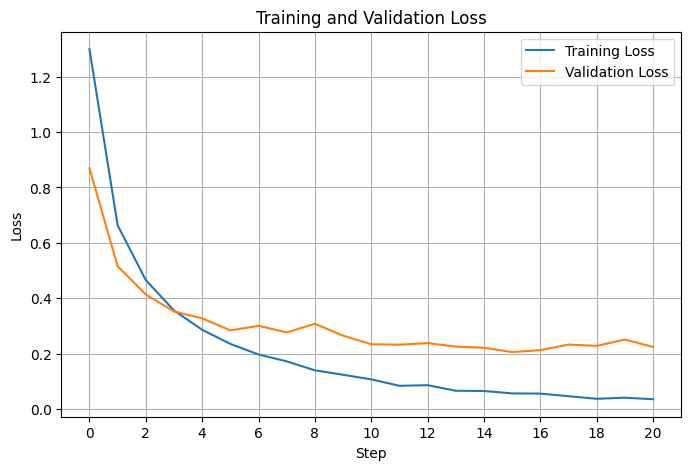 Training and Validation Loss
Training Loss
Validation Loss
1.2
1.0
0.8
0.6
0.4
0.2
0.0
Loss
0 2 4 6 8 10 12 14 16 18 20
Step